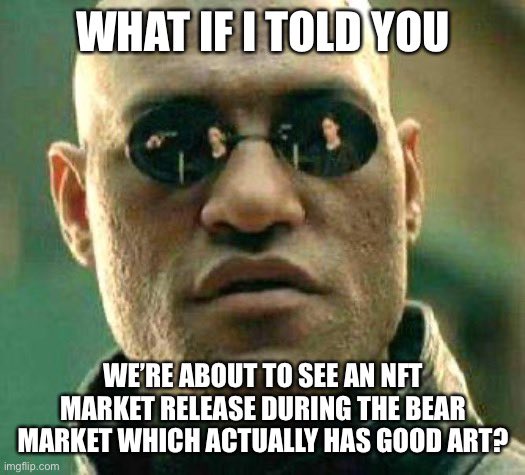 WHAT IF I TOLD YOU
WE’RE ABOUT TO SEE AN NFT
MARKET RELEASE DURING THE BEAR
MARKET WHICH ACTUALLY HAS GOOD ART?
imgflip.com